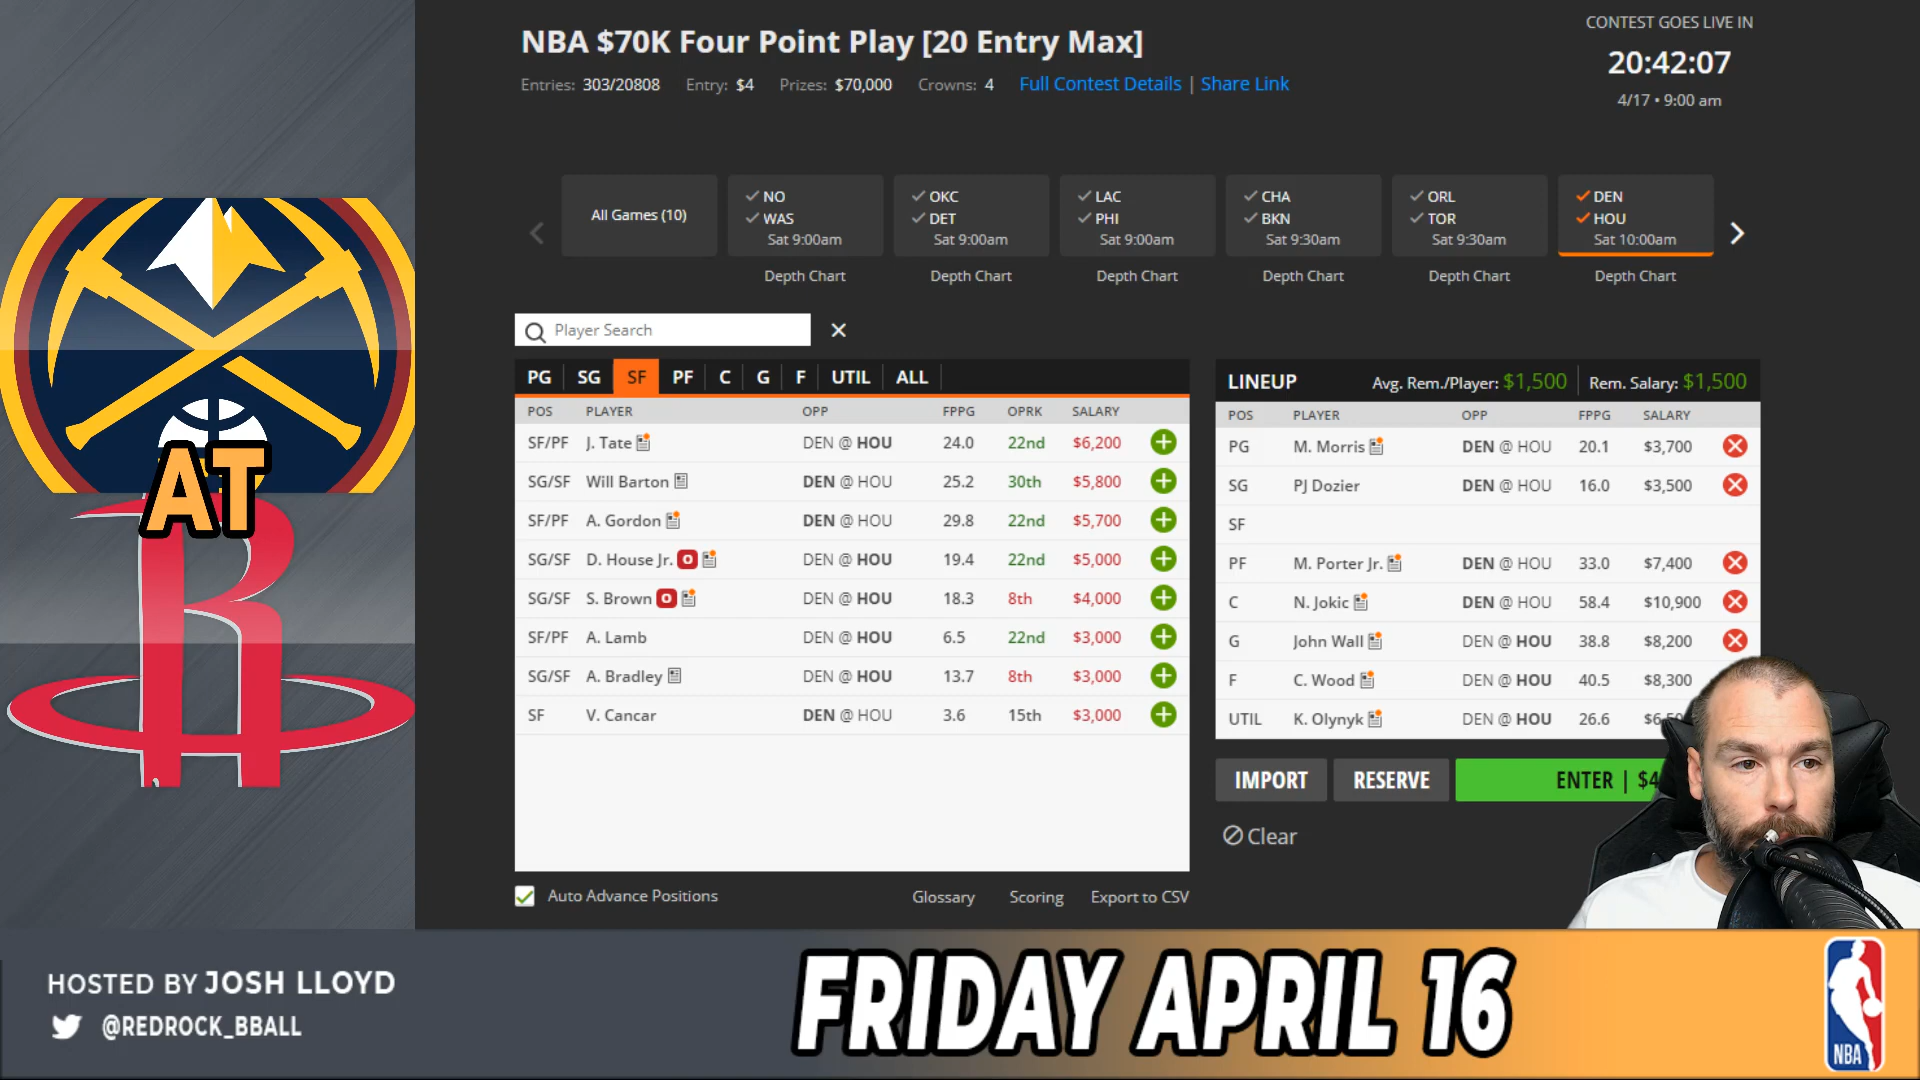 NBA $70K Four Point Play [20 Entry Max]
Entries: 303/20808 Entry: $4 Prizes: $70,000 Crowns: 4 Full Contest Details | Share Link
CONTEST GOES LIVE IN
20:42:07
4/17 • 9:00 am
All Games (10)
NO
WAS
Sat 9:00am
Depth Chart
OKC
DET
Sat 9:00am
Depth Chart
LAC
PHI
Sat 9:00am
Depth Chart
CHA
BKN
Sat 9:30am
Depth Chart
ORL
TOR
Sat 9:30am
Depth Chart
DEN
HOU
Sat 10:00am
Depth Chart
Player Search
PG SG SF PF C G F UTIL ALL
POS PLAYER OPP FPPG OPRK SALARY
SF/PF J. Tate DEN @ HOU 24.0 22nd $6,200
SG/SF Will Barton DEN @ HOU 25.2 30th $5,800
SF/PF A. Gordon DEN @ HOU 29.8 22nd $5,700
SG/SF D. House Jr. O DEN @ HOU 19.4 22nd $5,000
SG/SF S. Brown O DEN @ HOU 18.3 8th $4,000
SF/PF A. Lamb DEN @ HOU 6.5 22nd $3,000
SG/SF A. Bradley DEN @ HOU 13.7 8th $3,000
SF V. Cancar DEN @ HOU 3.6 15th $3,000
Auto Advance Positions
Glossary Scoring Export to CSV
LINEUP Avg. Rem./Player: $1,500 Rem. Salary: $1,500
POS PLAYER OPP FPPG SALARY
PG M. Morris DEN @ HOU 20.1 $3,700
SG PJ Dozier DEN @ HOU 16.0 $3,500
SF
PF M. Porter Jr. DEN @ HOU 33.0 $7,400
C N. Jokic DEN @ HOU 58.4 $10,900
G John Wall DEN @ HOU 38.8 $8,200
F C. Wood DEN @ HOU 40.5 $8,300
UTIL K. Olynyk DEN @ HOU 26.6
IMPORT RESERVE ENTER | $4
Clear
AT
R
HOSTED BY JOSH LLOYD
@REDROCK_BBALL
FRIDAY APRIL 16
NBA